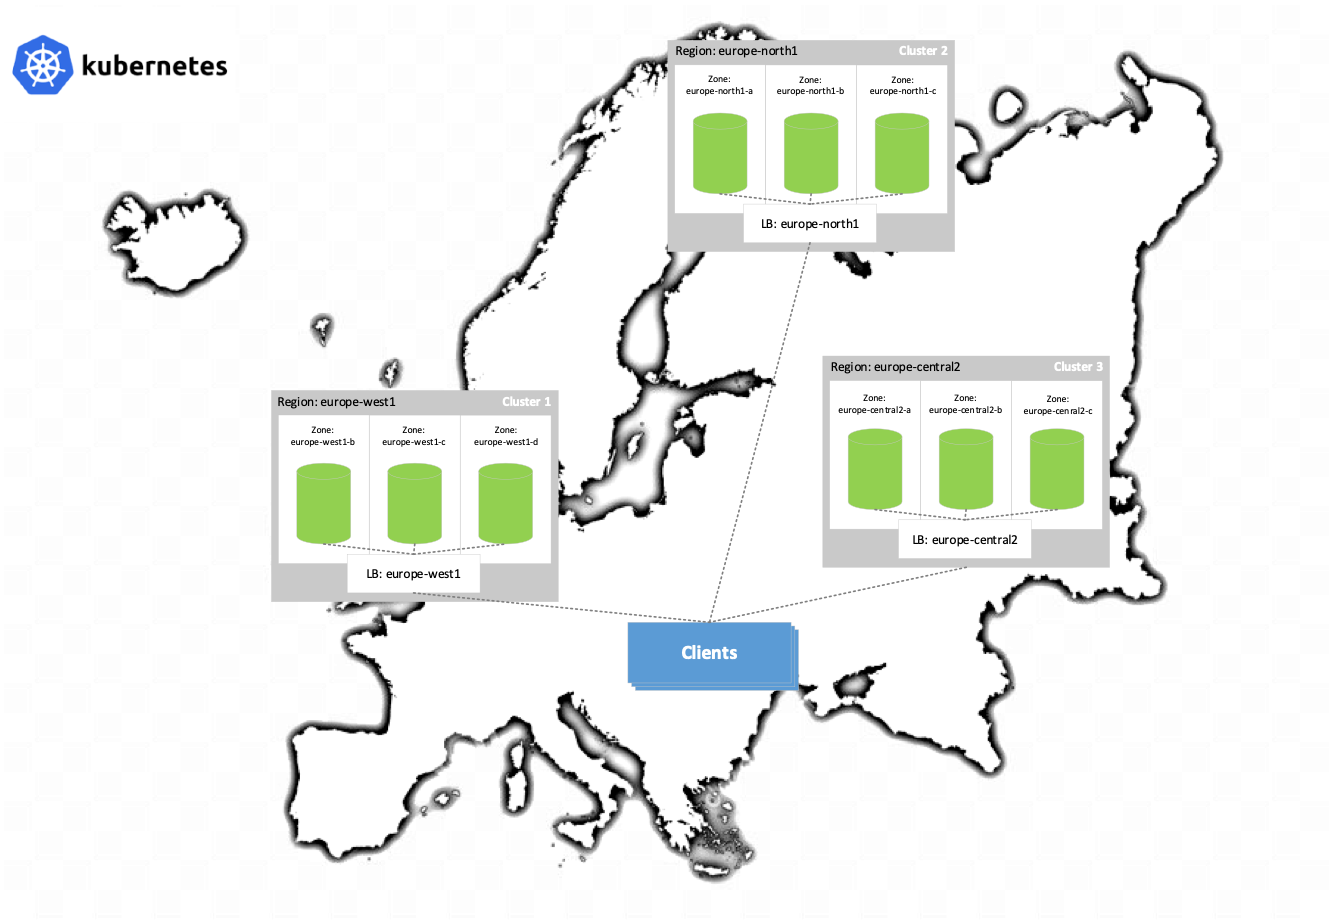 kubernetes
Region: europe-north1
Cluster 2
Zone:
europe-north1-a
Zone:
europe-north1-b
Zone:
europe-north1-c
LB: europe-north1
Region: europe-west1
Cluster 1
Zone:
europe-west1-b
Zone:
europe-west1-c
Zone:
europe-west1-d
LB: europe-west1
Region: europe-central2
Cluster 3
Zone:
europe-central2-a
Zone:
europe-central2-b
Zone:
europe-cenral2-c
LB: europe-central2
Clients